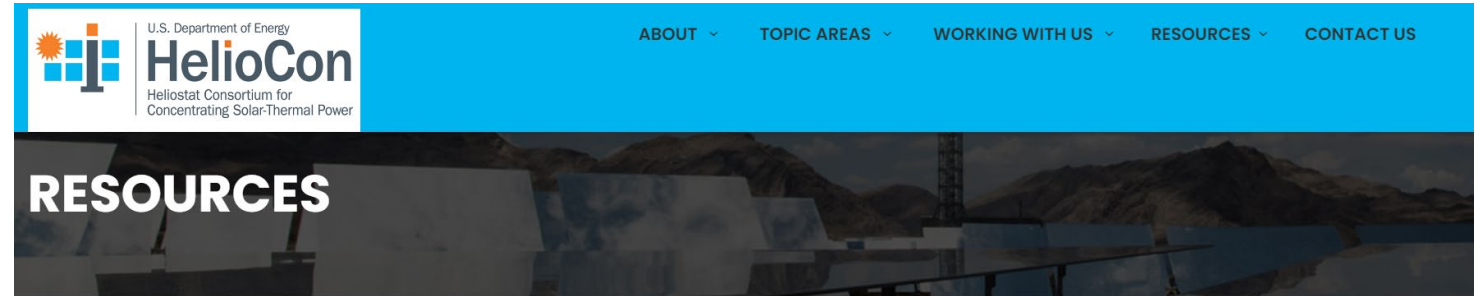 U.S. Department of Energy
HelioCon
Heliostat Consortium for
Concentrating Solar-Thermal Power
ABOUT TOPIC AREAS WORKING WITH US RESOURCES CONTACT US
RESOURCES